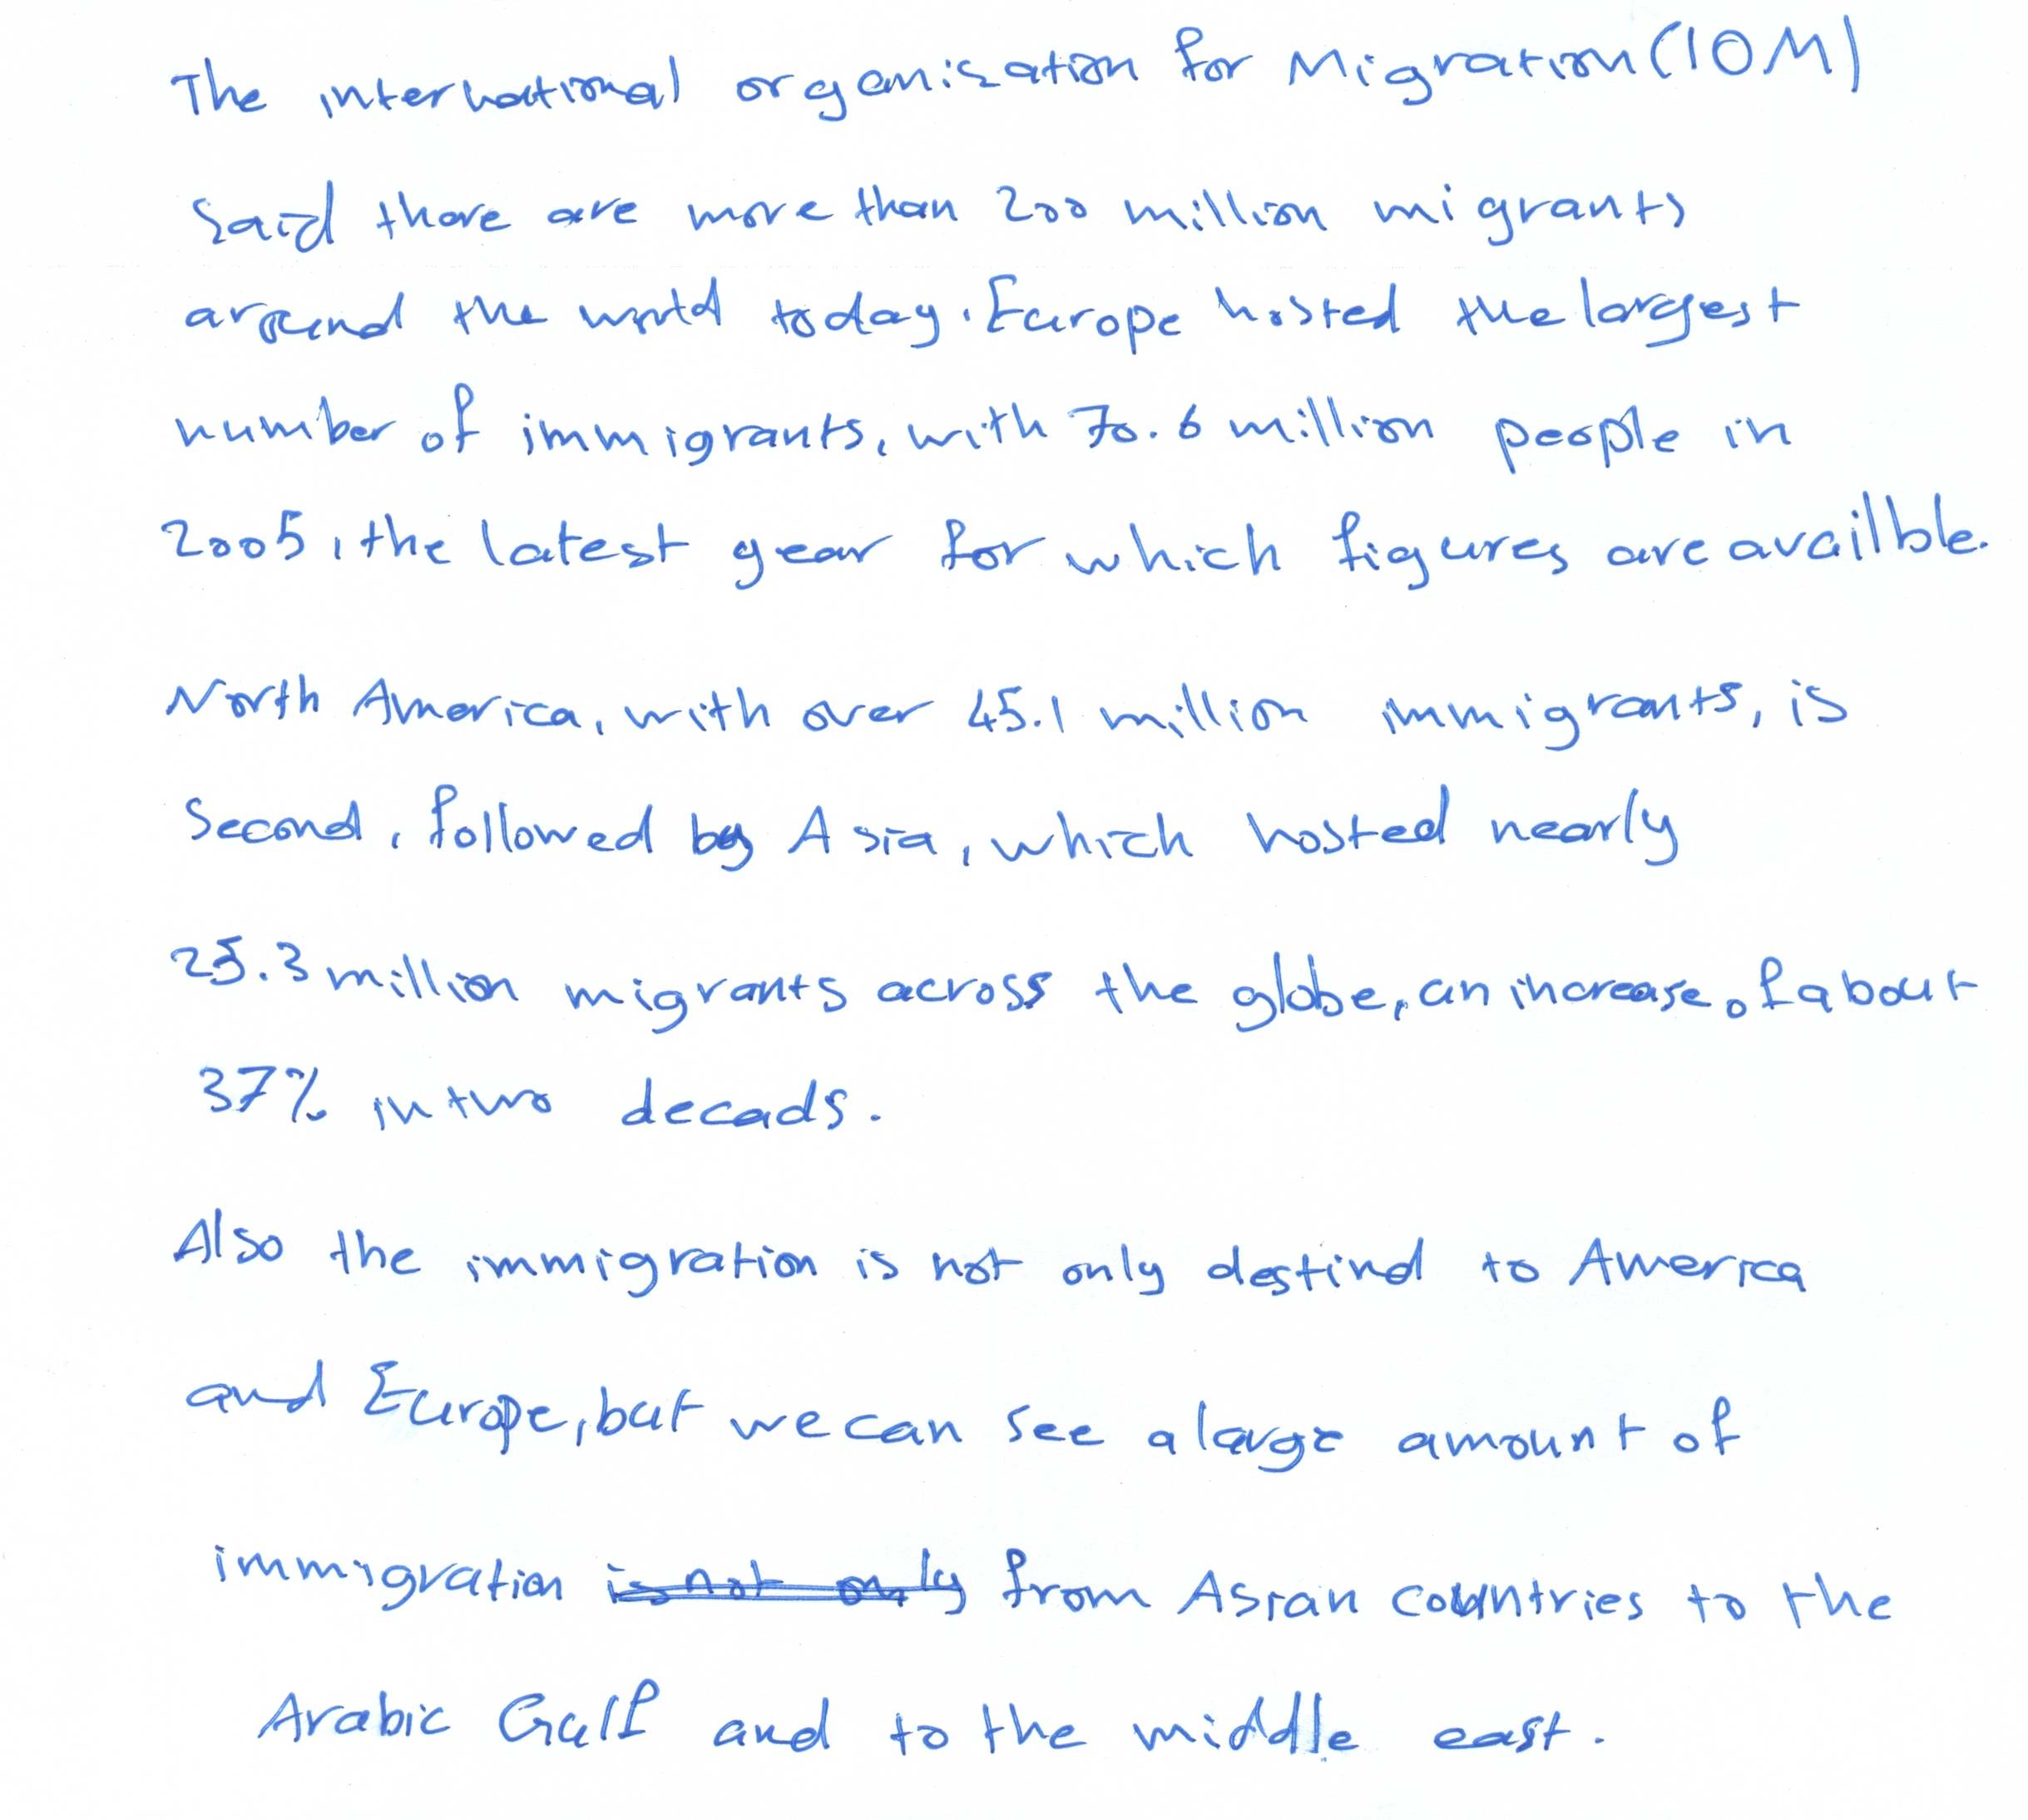 The international organisation for Migration (IOM)
Said there are more than 200 million migrants
around the world today. Europe hosted the largest
number of immigrants, with 70.6 million people in
2005, the latest year for which figures are availble.
North America, with over 45.1 million immigrants, is
Second, followed by Asia, which hosted nearly
25.3 million migrants across the globe, an increase of about
37% in two decads.
Also the immigration is not only destind to America
and Europe, but we can see a large amount of
immigration is not only from Asian countries to the
Arabic Gulf and to the middle east.